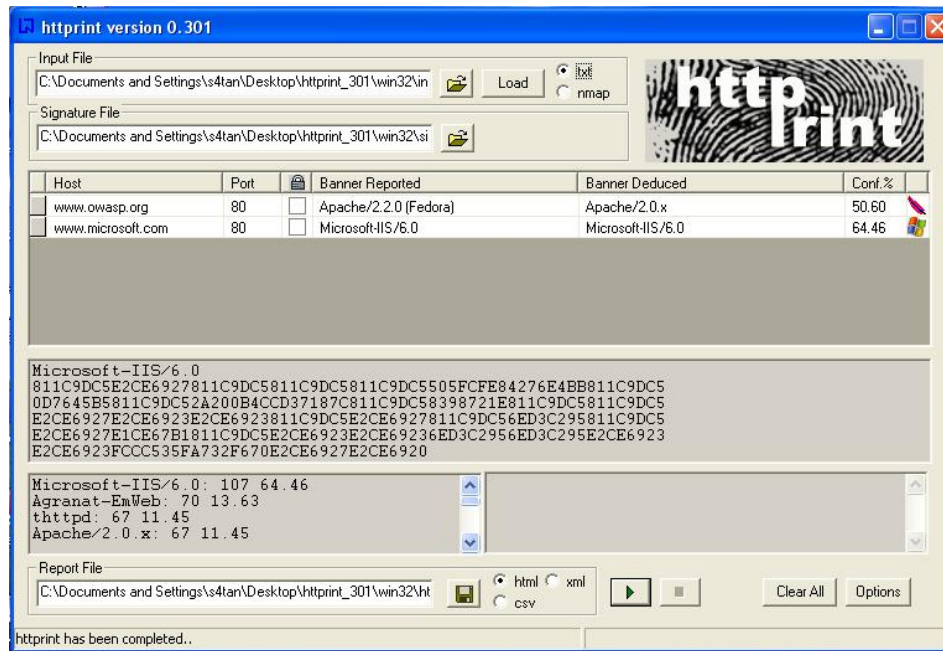 httprint version 0.301
Input File
C:\Documents and Settings\s4tan\Desktop\httprint_301\win32\in
Load
txt
nmap
http
print
Signature File
C:\Documents and Settings\s4tan\Desktop\httprint_301\win32\si
Host Port Banner Reported Banner Deduced Conf.%
www.owasp.org 80 Apache/2.2.0 (Fedora) Apache/2.0.x 50.60
www.microsoft.com 80 Microsoft-IIS/6.0 Microsoft-IIS/6.0 64.46
Microsoft-IIS/6.0
811C9DC5E2CE6927811C9DC5811C9DC5811C9DC5505FCFE84276E4BB811C9DC5
0D7645B5811C9DC52A200B4CCD37187C811C9DC58398721E811C9DC5811C9DC5
E2CE6927E2CE6923E2CE6923811C9DC5E2CE6927811C9DC56ED3C295811C9DC5
E2CE6927E1CE67B1811C9DC5E2CE6923E2CE69236ED3C2956ED3C295E2CE6923
E2CE6923FCCC535FA732F670E2CE6927E2CE6920
Microsoft-IIS/6.0: 107 64.46
Agranat-EmWeb: 70 13.63
thttpd: 67 11.45
Apache/2.0.x: 67 11.45
Report File
C:\Documents and Settings\s4tan\Desktop\httprint_301\win32\ht
html
xml
csv
Clear All
Options
httprint has been completed..